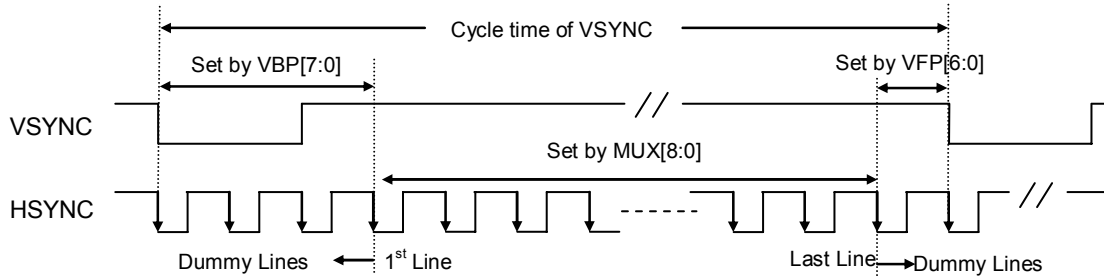 Cycle time of VSYNC
Set by VBP[7:0]
Set by VFP[6:0]
VSYNC
Set by MUX[8:0]
HSYNC
Dummy Lines
1st Line
Last Line
Dummy Lines